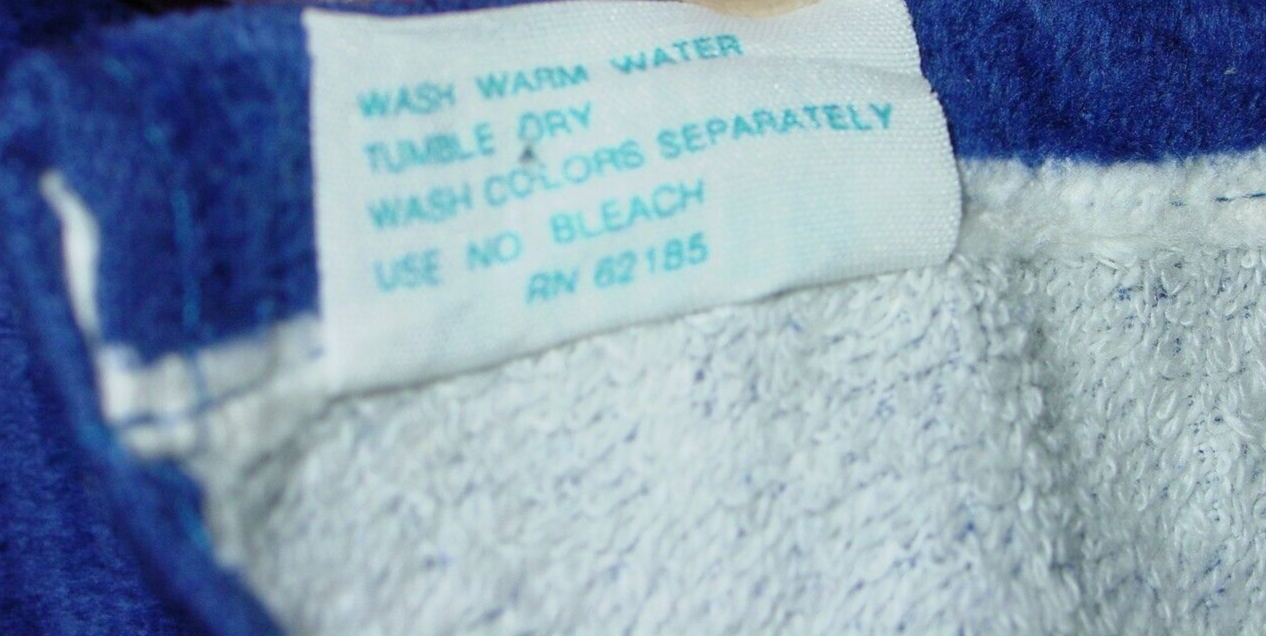 WASH WARM WATER
TUMBLE DRY
WASH COLORS SEPARATELY
USE NO BLEACH
RN 62185